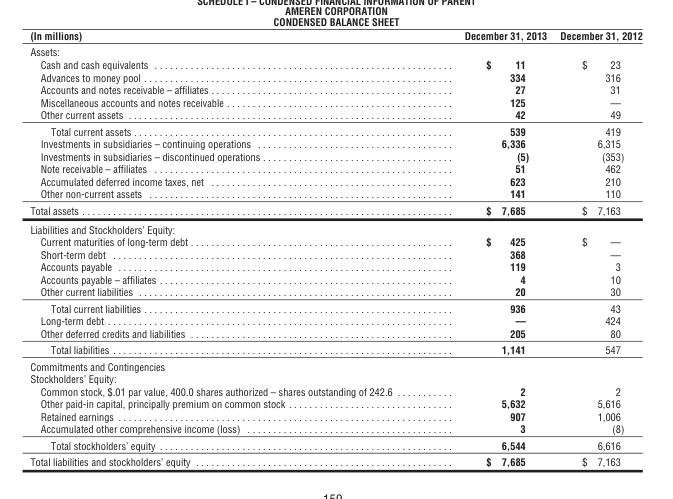 SCHEDULE I – CONDENSED FINANCIAL INFORMATION OF PARENT
AMEREN CORPORATION
CONDENSED BALANCE SHEET
(In millions) December 31, 2013 December 31, 2012
Assets:
Cash and cash equivalents $ 11 $ 23
Advances to money pool 334 316
Accounts and notes receivable – affiliates 27 31
Miscellaneous accounts and notes receivable 125 —
Other current assets 42 49
Total current assets 539 419
Investments in subsidiaries – continuing operations 6,336 6,315
Investments in subsidiaries – discontinued operations (5) (353)
Note receivable – affiliates 51 462
Accumulated deferred income taxes, net 623 210
Other non-current assets 141 110
Total assets $ 7,685 $ 7,163
Liabilities and Stockholders' Equity:
Current maturities of long-term debt $ 425 $ —
Short-term debt 368 —
Accounts payable 119 3
Accounts payable – affiliates 4 10
Other current liabilities 20 30
Total current liabilities 936 43
Long-term debt — 424
Other deferred credits and liabilities 205 80
Total liabilities 1,141 547
Commitments and Contingencies
Stockholders' Equity:
Common stock, $.01 par value, 400.0 shares authorized – shares outstanding of 242.6 2 2
Other paid-in capital, principally premium on common stock 5,632 5,616
Retained earnings 907 1,006
Accumulated other comprehensive income (loss) 3 (8)
Total stockholders' equity 6,544 6,616
Total liabilities and stockholders' equity $ 7,685 $ 7,163